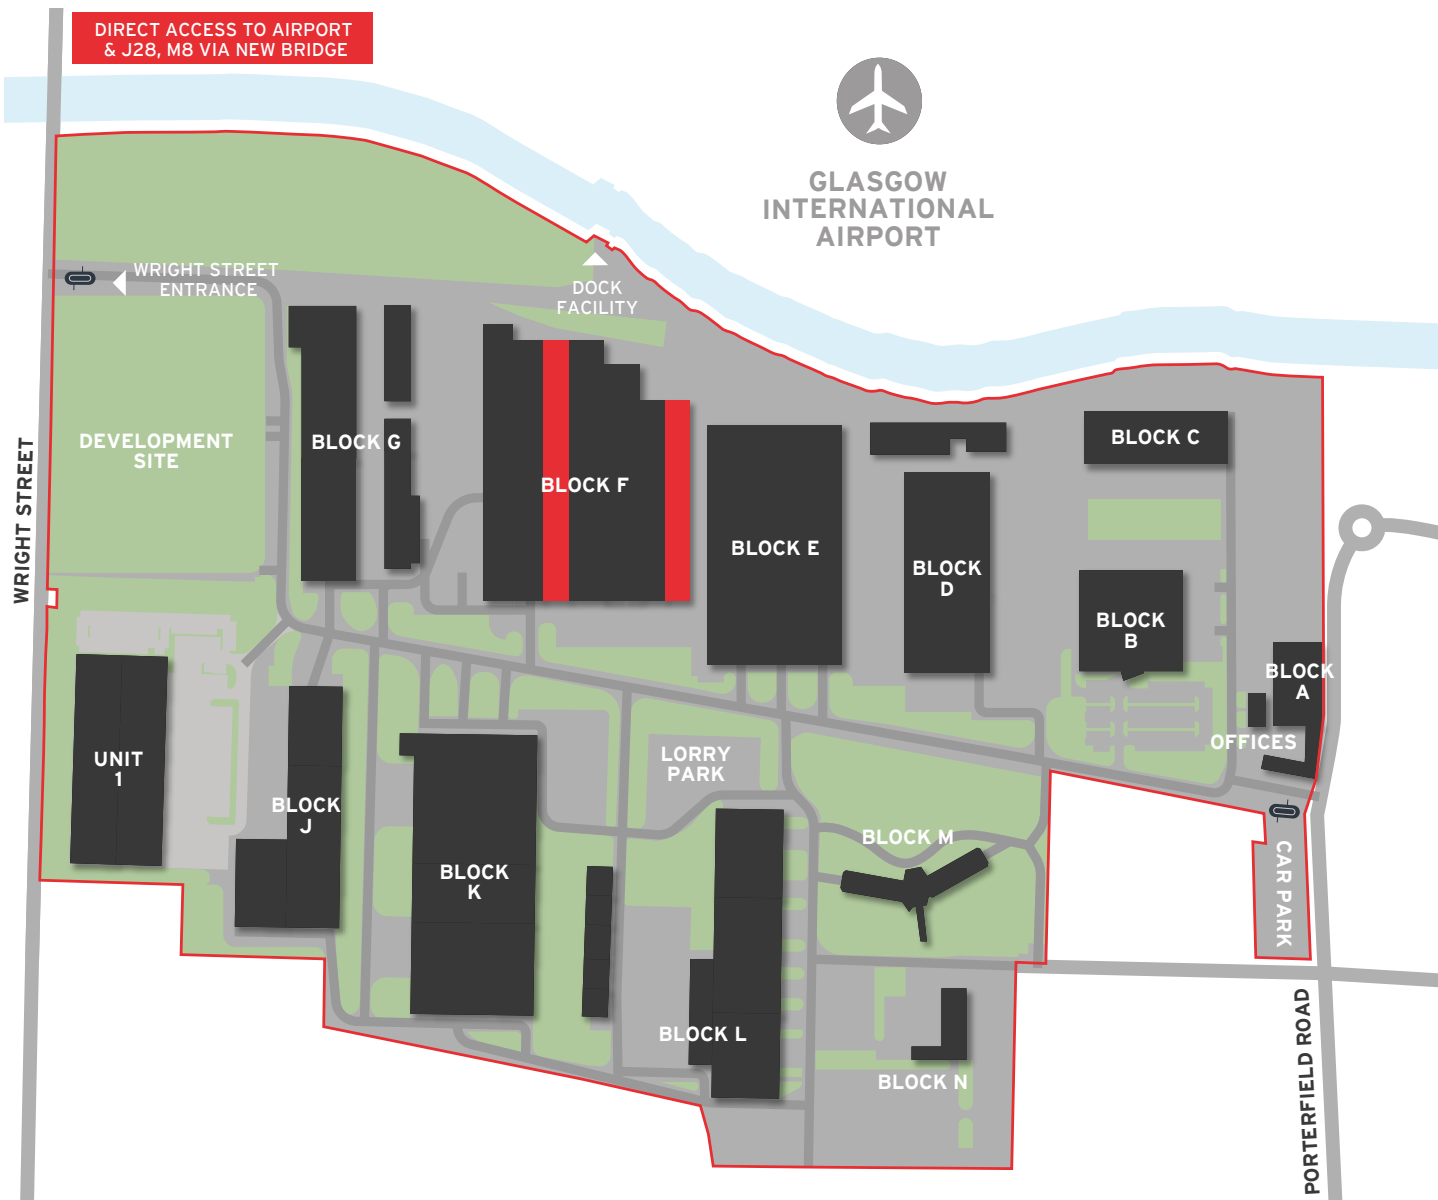 DIRECT ACCESS TO AIRPORT
& J28, M8 VIA NEW BRIDGE
GLASGOW
INTERNATIONAL
AIRPORT
WRIGHT STREET
ENTRANCE
DOCK
FACILITY
DEVELOPMENT
SITE
BLOCK G
BLOCK F
BLOCK E
BLOCK
D
BLOCK C
BLOCK
B
BLOCK
A
OFFICES
WRIGHT STREET
UNIT
1
BLOCK
J
BLOCK
K
LORRY
PARK
BLOCK M
CAR PARK
BLOCK L
BLOCK N
PORTERFIELD ROAD